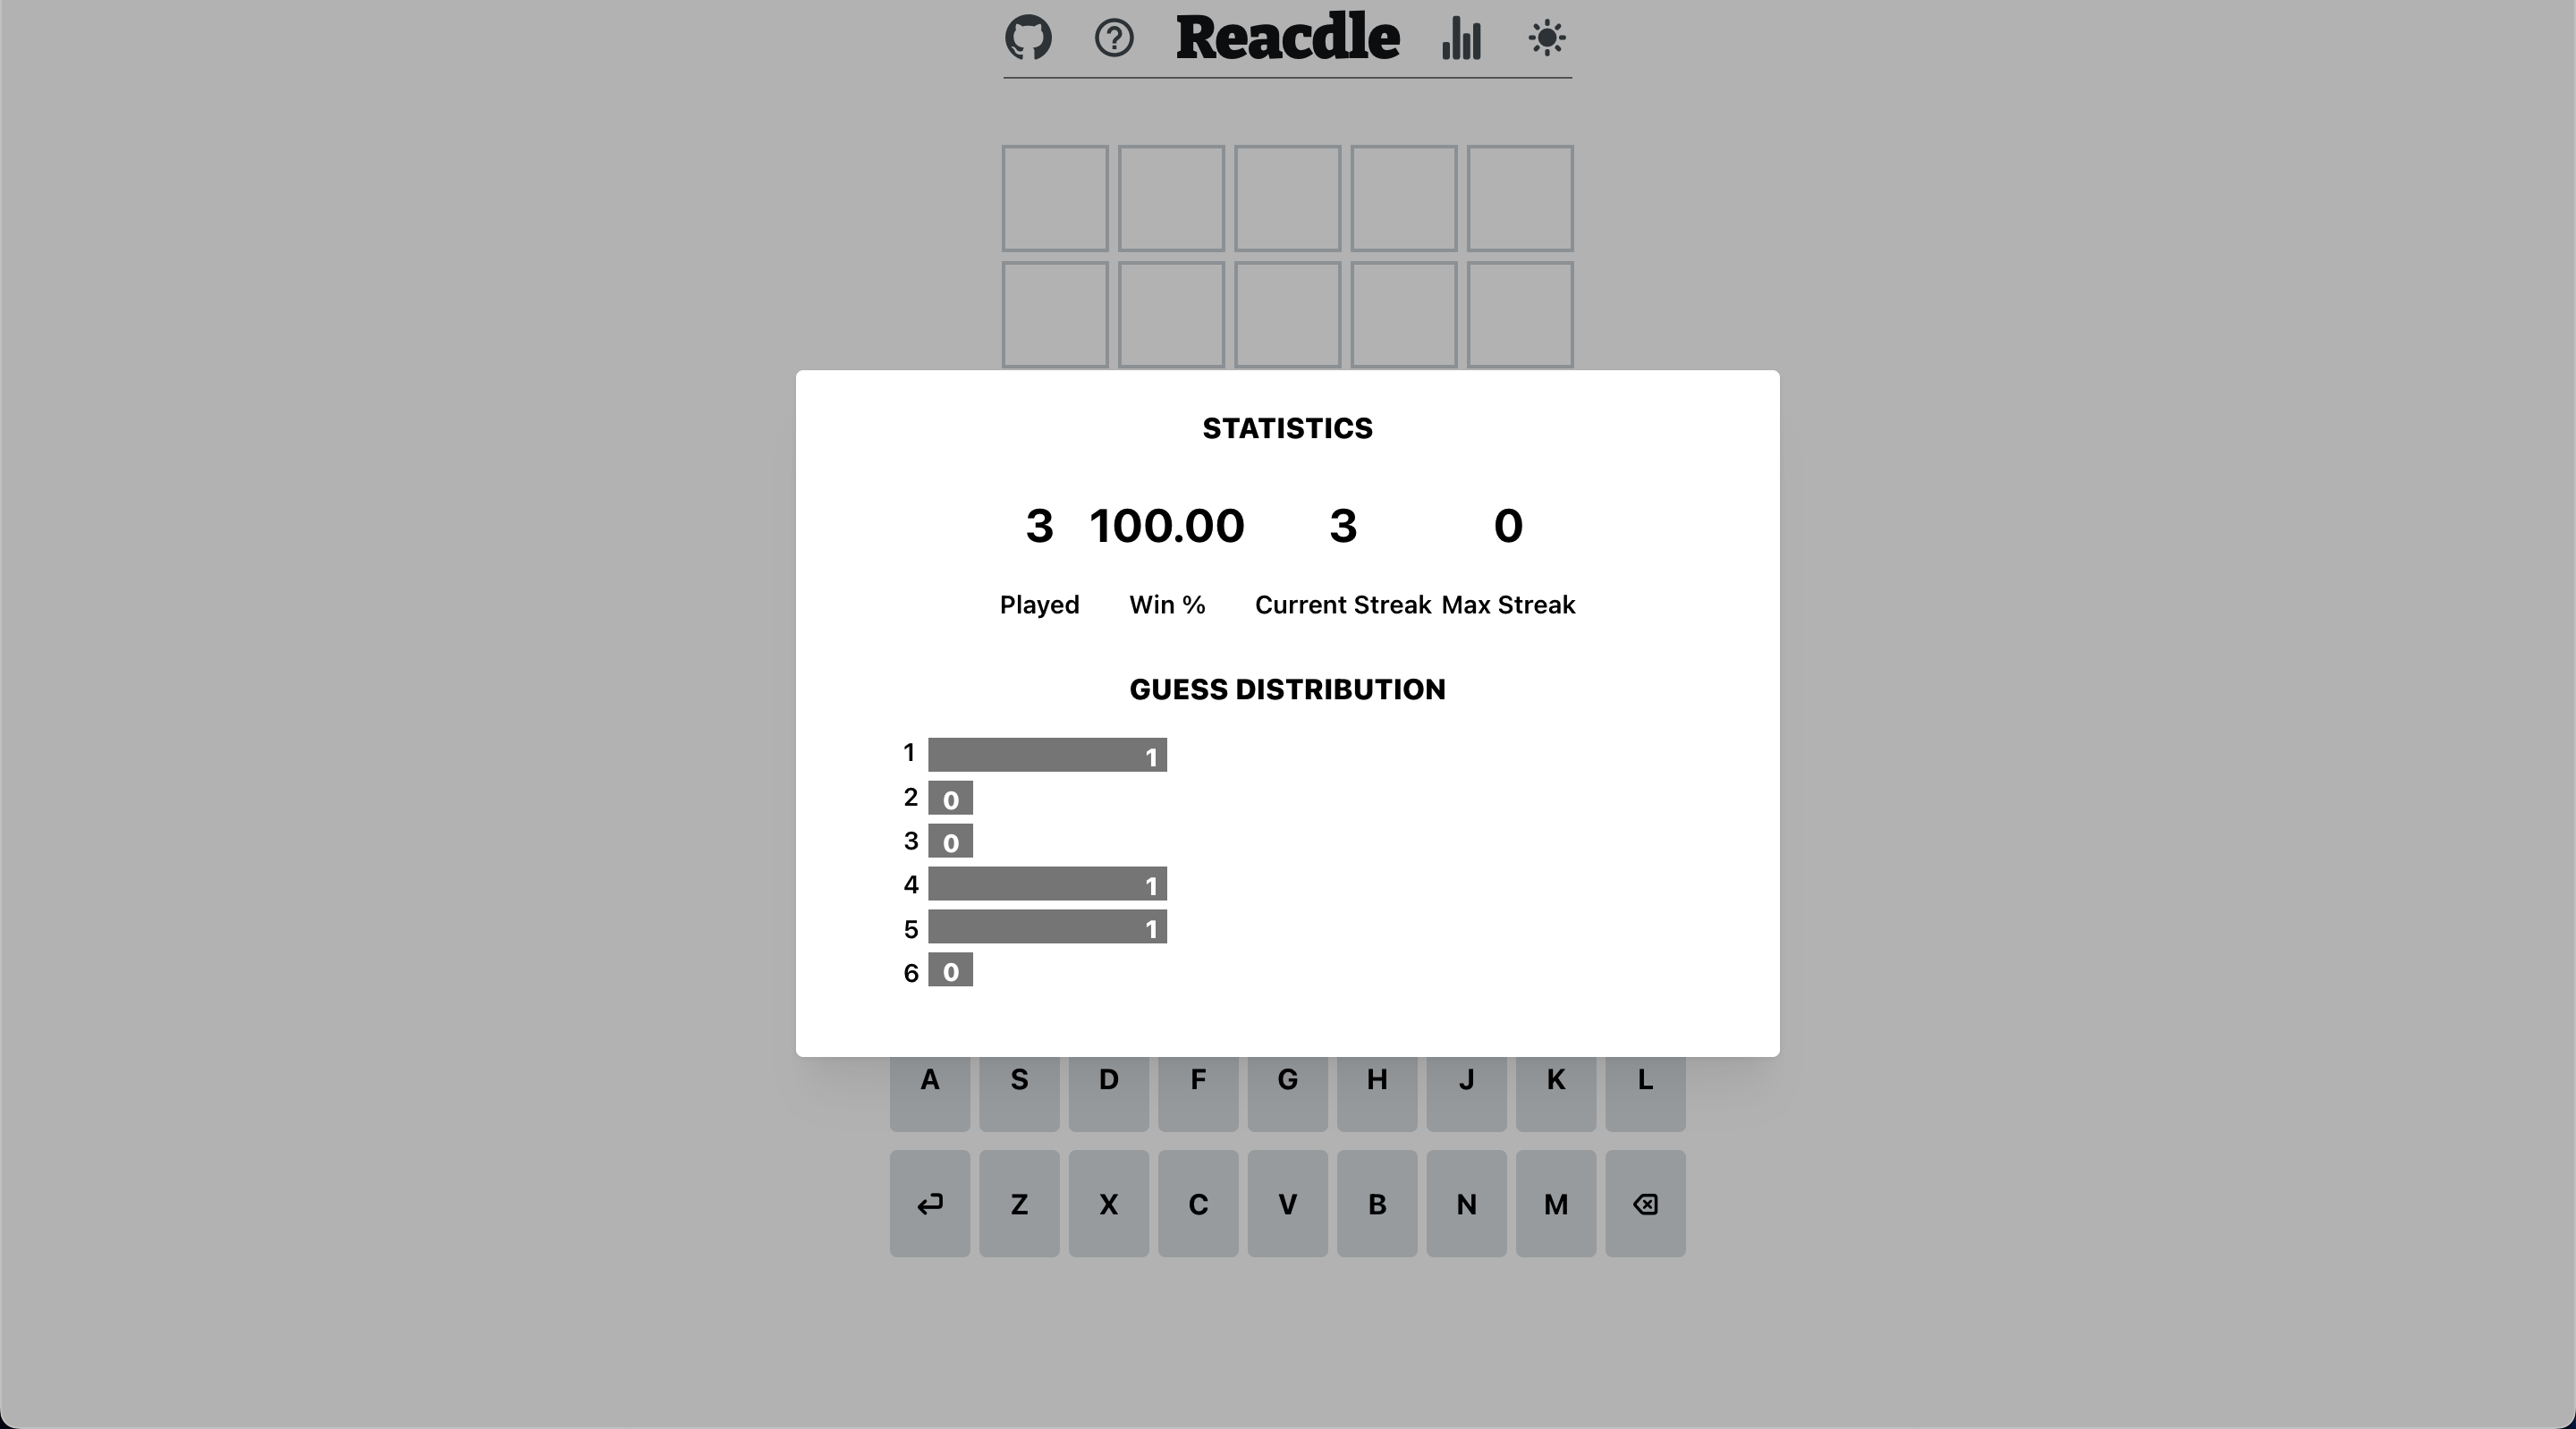 Reacdle
STATISTICS
3 100.00 3 0
Played Win % Current Streak Max Streak
GUESS DISTRIBUTION
1 1
2 0
3 0
4 1
5 1
6 0
A S D F G H J K L
Z X C V B N M